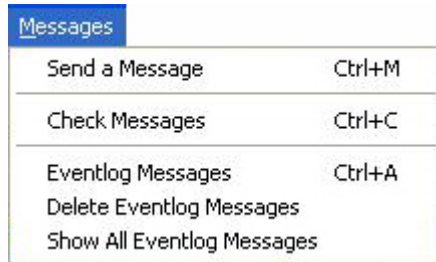 Messages
Send a Message Ctrl+M
Check Messages Ctrl+C
Eventlog Messages Ctrl+A
Delete Eventlog Messages
Show All Eventlog Messages